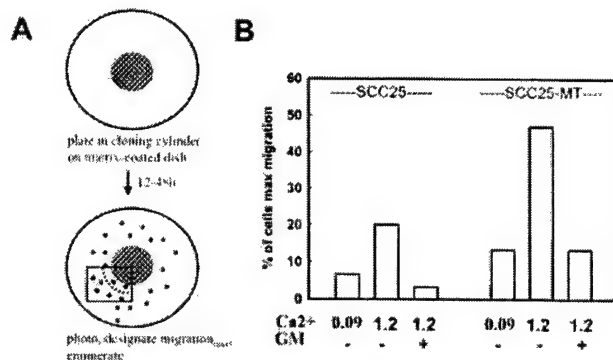 A
plate in cloning cylinder
on matrix-coated dish
12-48h
photo, designate migration
enumerate
B
SCC25
SCC25-MT
% of cells max migration
60
50
40
30
20
10
0
Ca2+ 0.09 1.2 1.2 0.09 1.2 1.2
GM - - + - - +